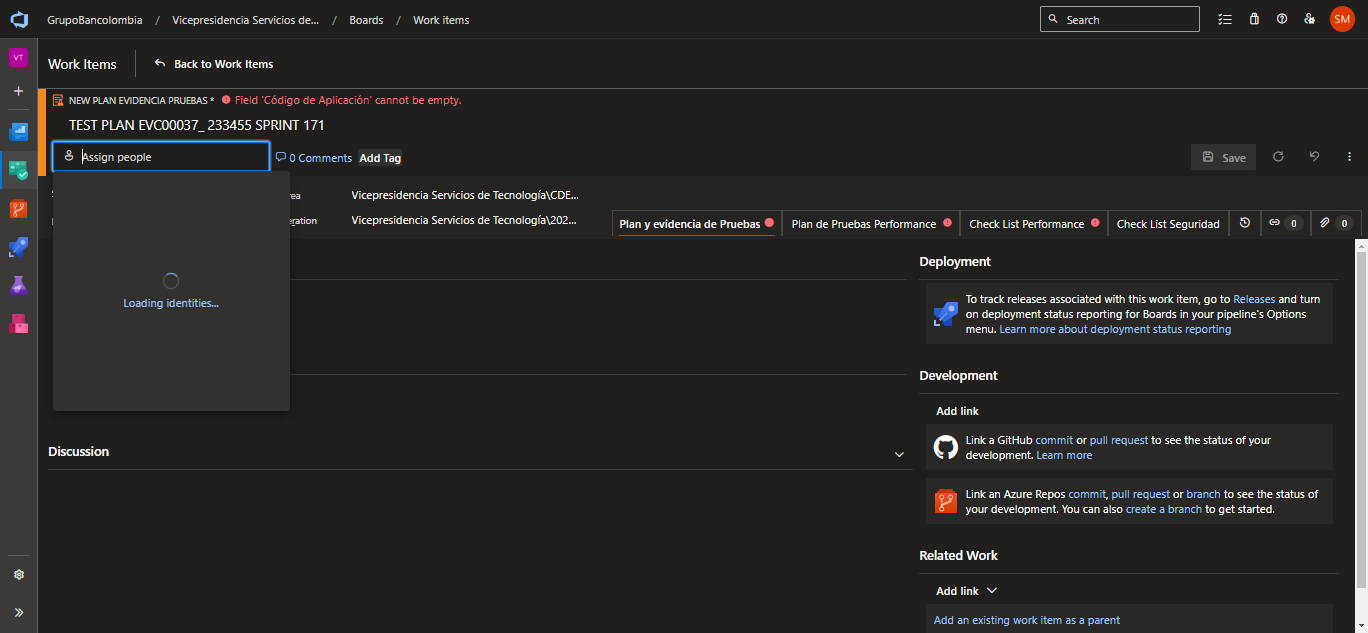 GrupoBancolombia / Vicepresidencia Servicios de... / Boards / Work items
Search
SM
VT
Work Items
Back to Work Items
NEW PLAN EVIDENCIA PRUEBAS * Field 'Código de Aplicación' cannot be empty.
TEST PLAN EVC00037_ 233455 SPRINT 171
Assign people
0 Comments
Add Tag
Save
Vicepresidencia Servicios de Tecnología\CDE...
Vicepresidencia Servicios de Tecnología\202...
Plan y evidencia de Pruebas
Plan de Pruebas Performance
Check List Performance
Check List Seguridad
0
0
Loading identities...
Discussion
Deployment
To track releases associated with this work item, go to Releases and turn
on deployment status reporting for Boards in your pipeline's Options
menu. Learn more about deployment status reporting
Development
Add link
Link a GitHub commit or pull request to see the status of your
development. Learn more
Link an Azure Repos commit, pull request or branch to see the status of
your development. You can also create a branch to get started.
Related Work
Add link
Add an existing work item as a parent